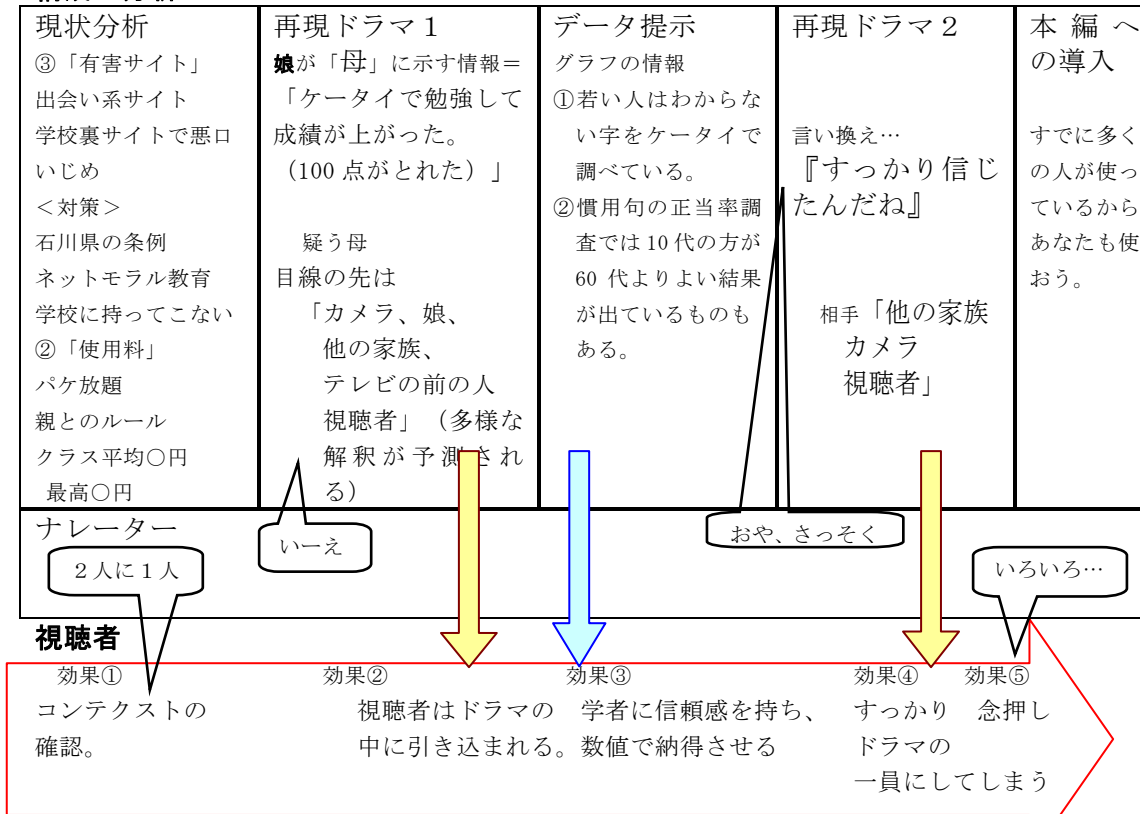 現状分析
③「有害サイト」
出会い系サイト
学校裏サイトで悪口
いじめ
＜対策＞
石川県の条例
ネットモラル教育
学校に持ってこない
②「使用料」
パケ放題
親とのルール
クラス平均○円
最高○円
再現ドラマ１
娘が「母」に示す情報＝
「ケータイで勉強して
成績が上がった。
（100 点がとれた）」
疑う母
目線の先は
「カメラ、娘、
他の家族、
テレビの前の人
視聴者」（多様な
解釈が予測され
る）
データ提示
グラフの情報
①若い人はわからな
い字をケータイで
調べている。
②慣用句の正当率調
査では 10 代の方が
60 代よりよい結果
が出ているものも
ある。
再現ドラマ２
言い換え…
『すっかり信じ
たんだね』
相手「他の家族
カメラ
視聴者」
本編へ
の導入
すでに多く
の人が使っ
ているから
あなたも使
おう。
ナレーター
２人に１人
いーえ
おや、さっそく
いろいろ…
視聴者
効果①
コンテクストの
確認。
効果②
視聴者はドラマの
中に引き込まれる。
効果③
学者に信頼感を持ち、
数値で納得させる
効果④
すっかり
ドラマの
一員にしてしまう
効果⑤
念押し